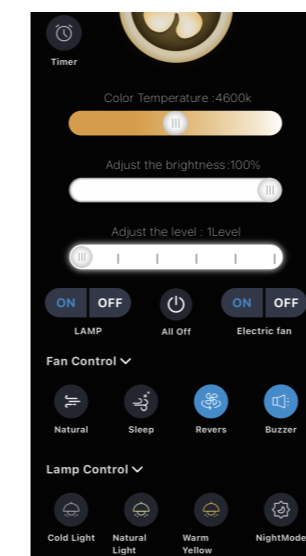 Timer
Color Temperature :4600k
Adjust the brightness:100%
Adjust the level : 1Level
ON OFF ON OFF
LAMP All Off Electric fan
Fan Control
Natural Sleep Revers Buzzer
Lamp Control
Cold Light Natural Light Warm Yellow NightMode